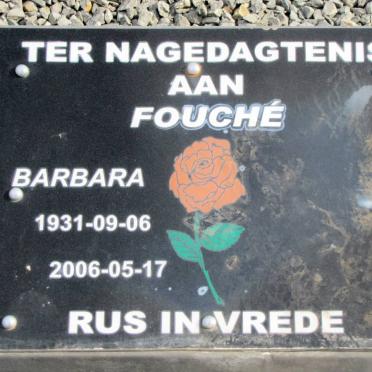 TER NAGEDAGTENIS
AAN
FOUCHÉ
BARBARA
1931-09-06
2006-05-17
RUS IN VREDE